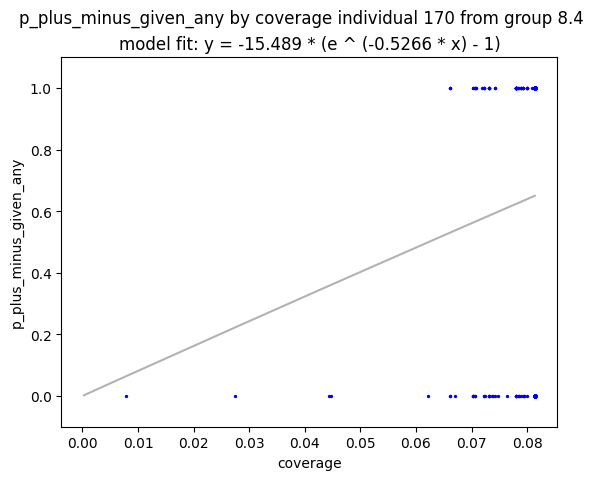 p_plus_minus_given_any by coverage individual 170 from group 8.4
model fit: y = -15.489 * (e ^ (-0.5266 * x) - 1)
1.0
0.8
0.6
0.4
0.2
0.0
p_plus_minus_given_any
0.00 0.01 0.02 0.03 0.04 0.05 0.06 0.07 0.08
coverage